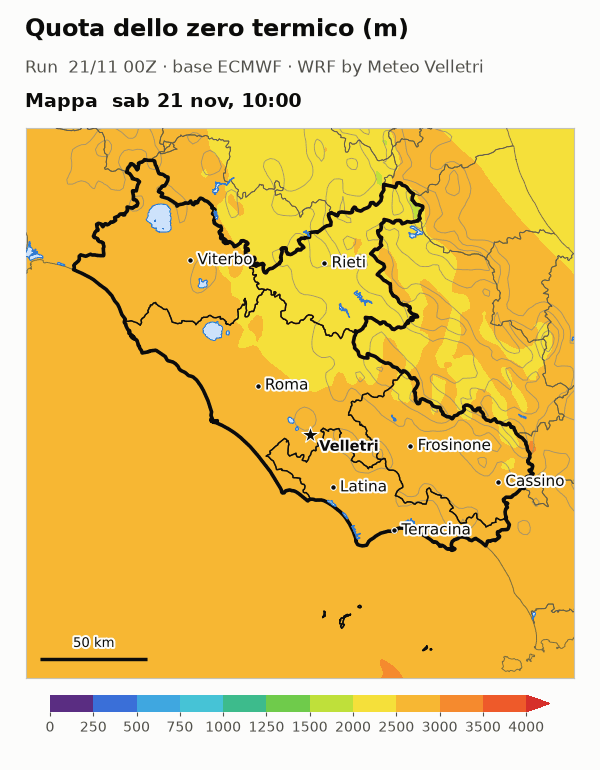 Quota dello zero termico (m)
Run 21/11 00Z · base ECMWF · WRF by Meteo Velletri
Mappa sab 21 nov, 10:00
Viterbo
Rieti
Roma
Velletri
Frosinone
Cassino
Latina
Terracina
50 km
0 250 500 750 1000 1250 1500 2000 2500 3000 3500 4000